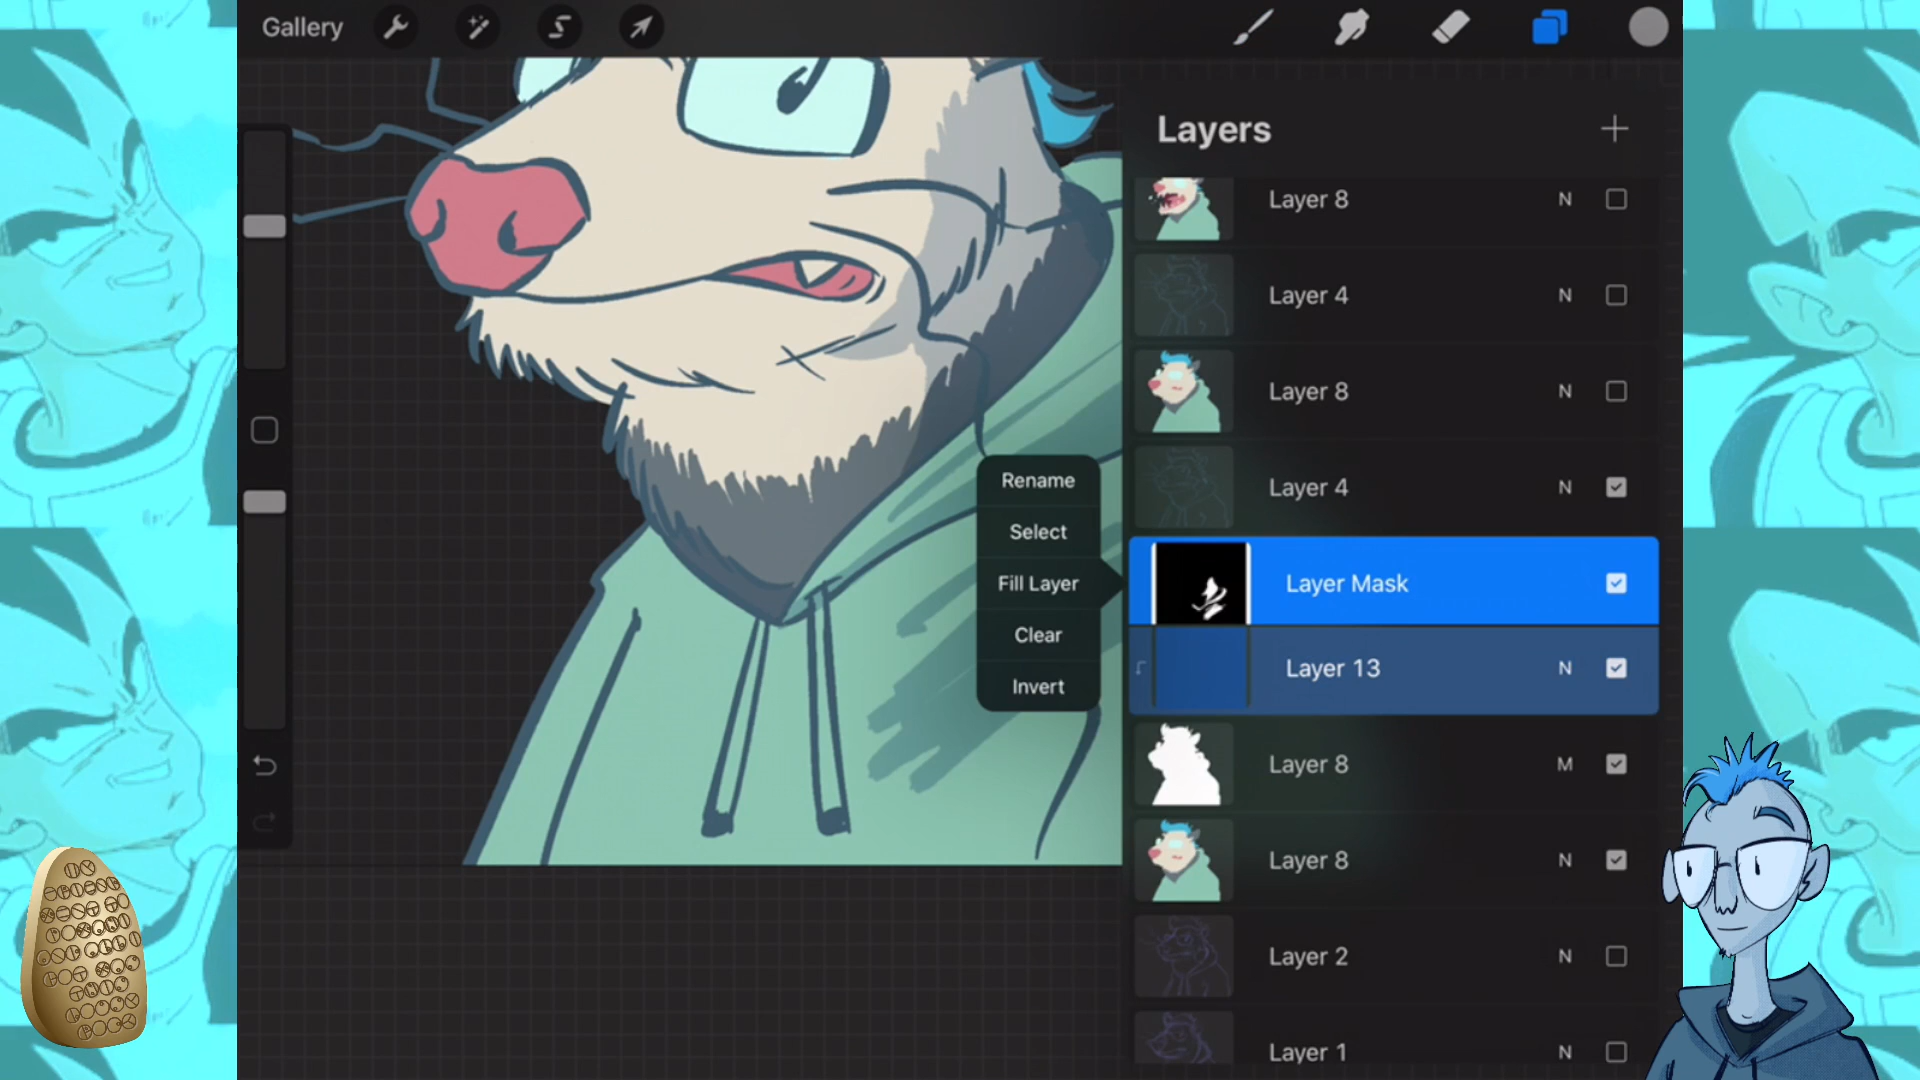 Gallery
Layers
Layer 8 N
Layer 4 N
Layer 8 N
Layer 4 N
Rename
Select
Fill Layer
Clear
Invert
Layer Mask
Layer 13 N
Layer 8 M
Layer 8 N
Layer 2 N
Layer 1 N